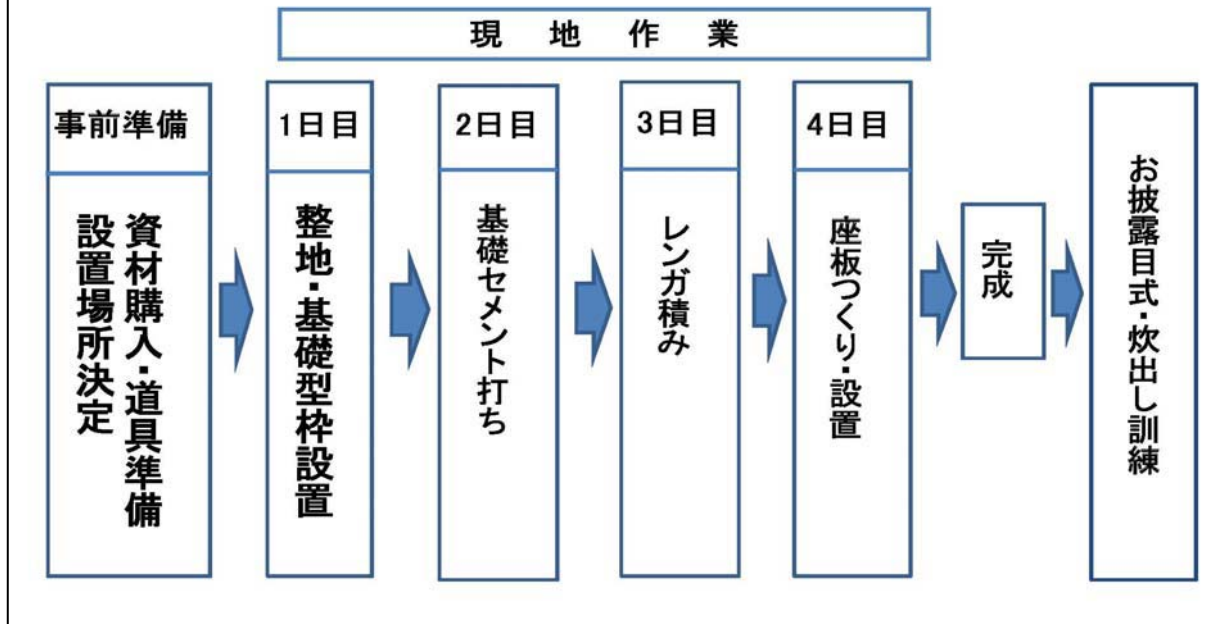 現地作業
事前準備
資材購入・道具準備
設置場所決定
1日目
整地・基礎型枠設置
2日目
基礎セメント打ち
3日目
レンガ積み
4日目
座板つくり・設置
完成
お披露目式・炊出し訓練